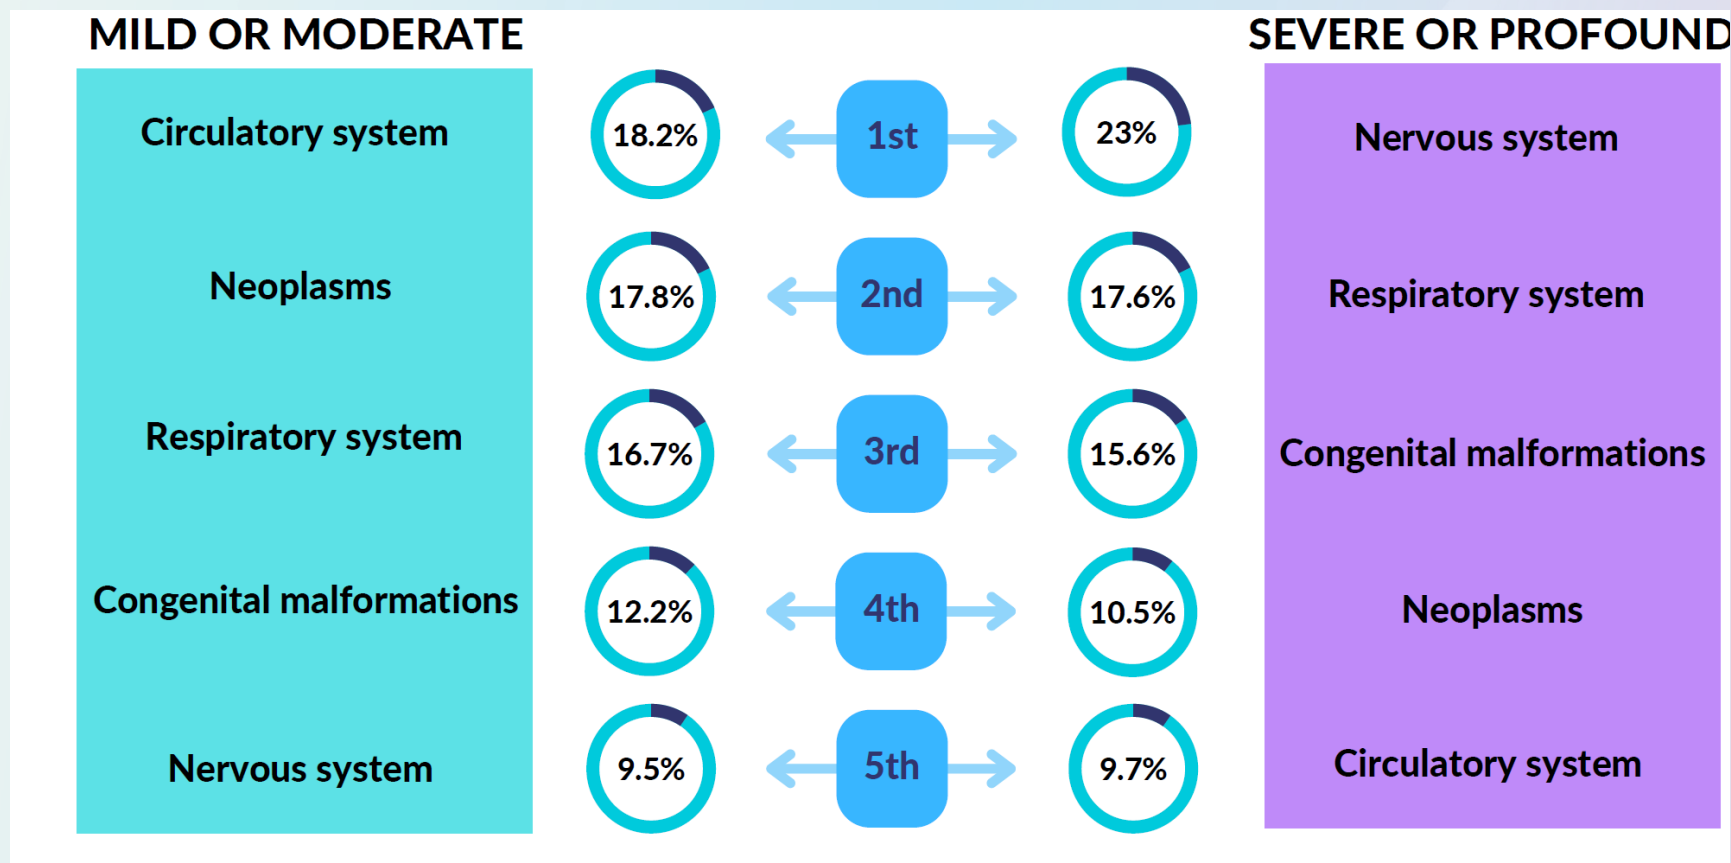 MILD OR MODERATE
SEVERE OR PROFOUND
Circulatory system
18.2%
1st
23%
Nervous system
Neoplasms
17.8%
2nd
17.6%
Respiratory system
Respiratory system
16.7%
3rd
15.6%
Congenital malformations
Congenital malformations
12.2%
4th
10.5%
Neoplasms
Nervous system
9.5%
5th
9.7%
Circulatory system